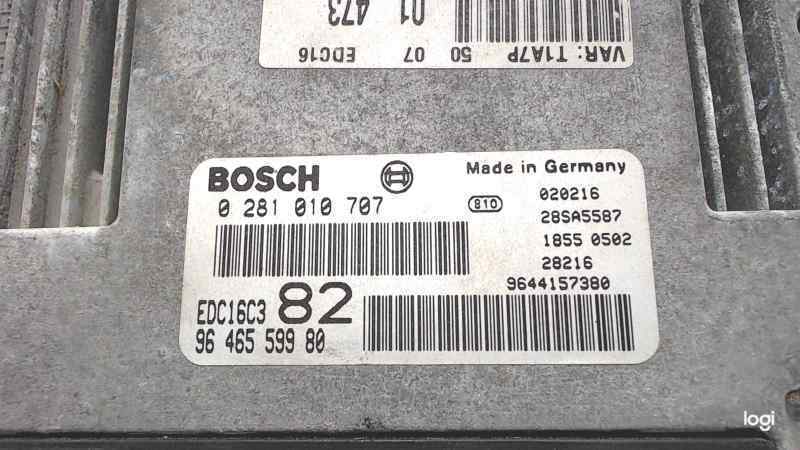 01 473
50 07 EDC16
VAR: T1A7P
BOSCH
Made in Germany
0 281 010 707
810
020216
28SA5587
1855 0502
28216
9644157380
EDC16C3
82
96 465 599 80
logi